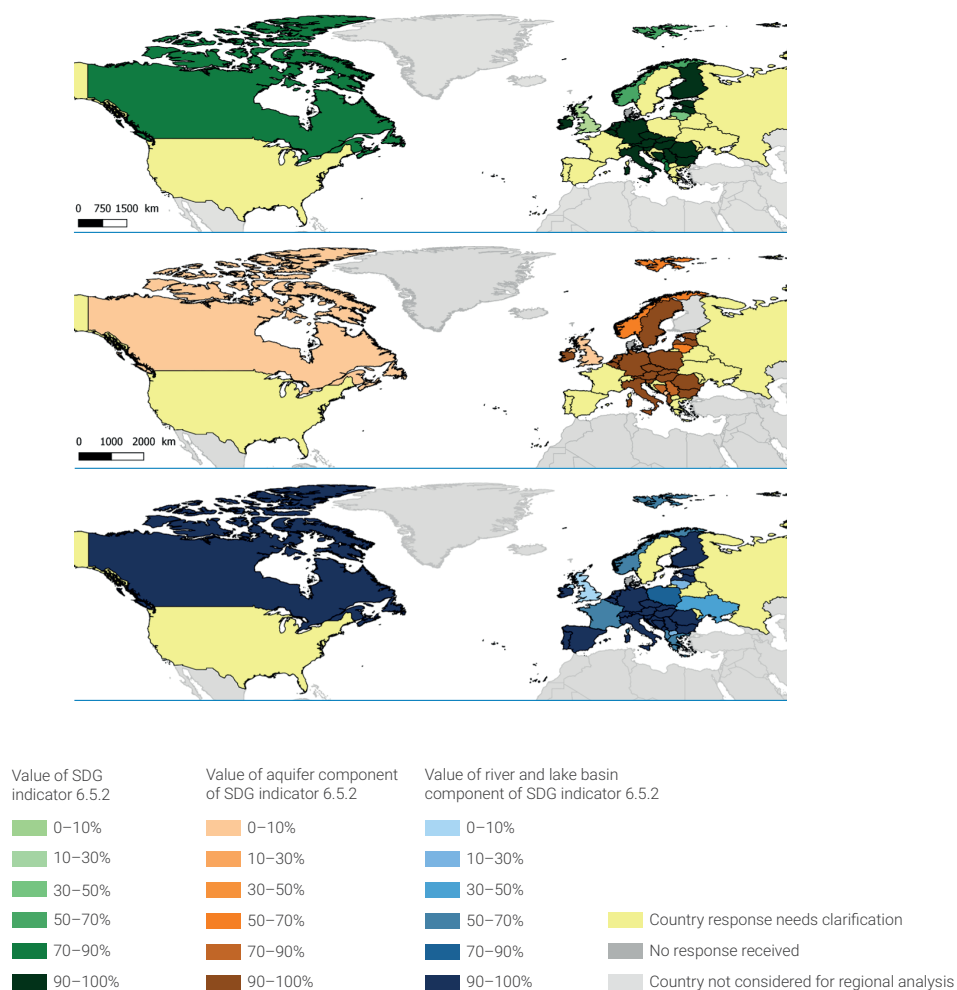 0 750 1500 km
0 1000 2000 km
Value of SDG
indicator 6.5.2
0–10%
10–30%
30–50%
50–70%
70–90%
90–100%
Value of aquifer component
of SDG indicator 6.5.2
0–10%
10–30%
30–50%
50–70%
70–90%
90–100%
Value of river and lake basin
component of SDG indicator 6.5.2
0–10%
10–30%
30–50%
50–70%
70–90%
90–100%
Country response needs clarification
No response received
Country not considered for regional analysis